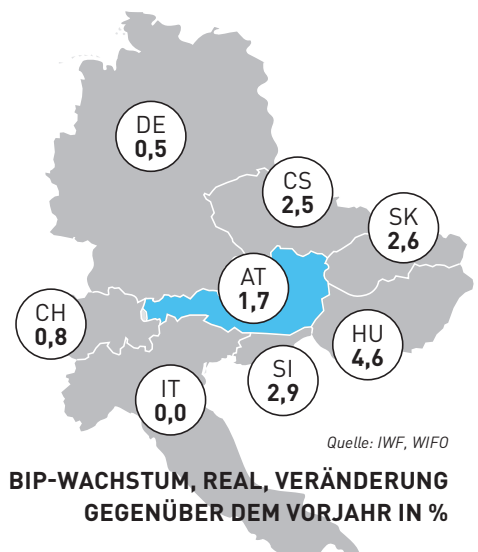 DE
0,5
CS
2,5
SK
2,6
AT
1,7
CH
0,8
HU
4,6
SI
2,9
IT
0,0
Quelle: IWF, WIFO
BIP-WACHSTUM, REAL, VERÄNDERUNG
GEGENÜBER DEM VORJAHR IN %